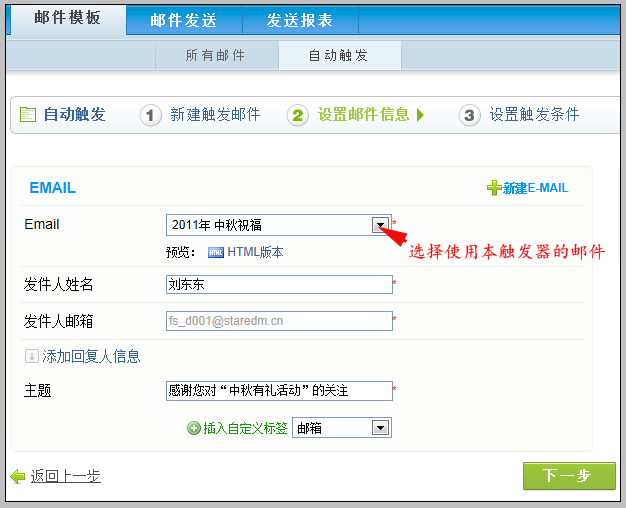 邮件模板 邮件发送 发送报表
所有邮件 自动触发
自动触发 1 新建触发邮件 2 设置邮件信息 3 设置触发条件
EMAIL 新建E-MAIL
Email 2011年 中秋祝福 *
预览： HTML HTML版本
选择使用本触发器的邮件
发件人姓名 刘东东 *
发件人邮箱 fs_d001@staredm.cn *
添加回复人信息
主题 感谢您对“中秋有礼活动”的关注 *
插入自定义标签 邮箱
返回上一步 下一步